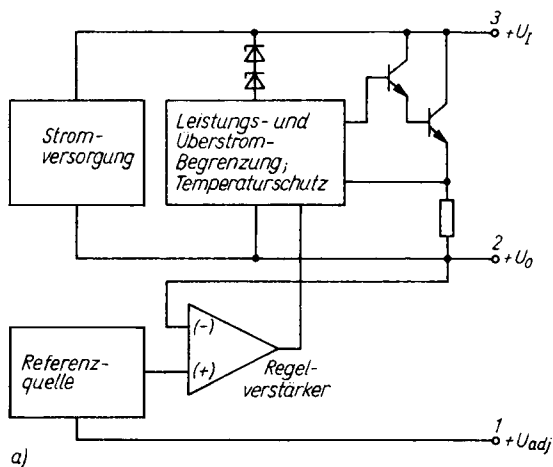 3
+U_I
Strom-
versorgung
Leistungs- und
Überstrom-
Begrenzung;
Temperaturschutz
2
+U_O
(-)
(+)
Regel-
verstärker
Referenz-
quelle
1
+U_adj
a)